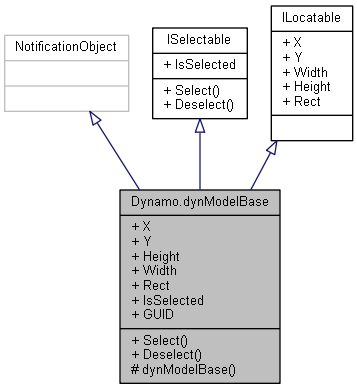 NotificationObject
ISelectable
+ IsSelected
+ Select()
+ Deselect()
ILocatable
+ X
+ Y
+ Width
+ Height
+ Rect
Dynamo.dynModelBase
+ X
+ Y
+ Height
+ Width
+ Rect
+ IsSelected
+ GUID
+ Select()
+ Deselect()
# dynModelBase()